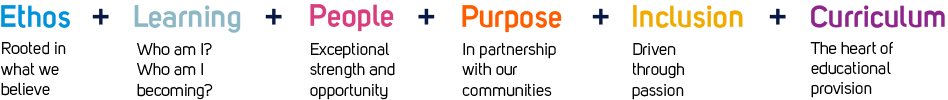 Ethos + Learning + People + Purpose + Inclusion + Curriculum
Rooted in
what we
believe
Who am I?
Who am I
becoming?
Exceptional
strength and
opportunity
In partnership
with our
communities
Driven
through
passion
The heart of
educational
provision